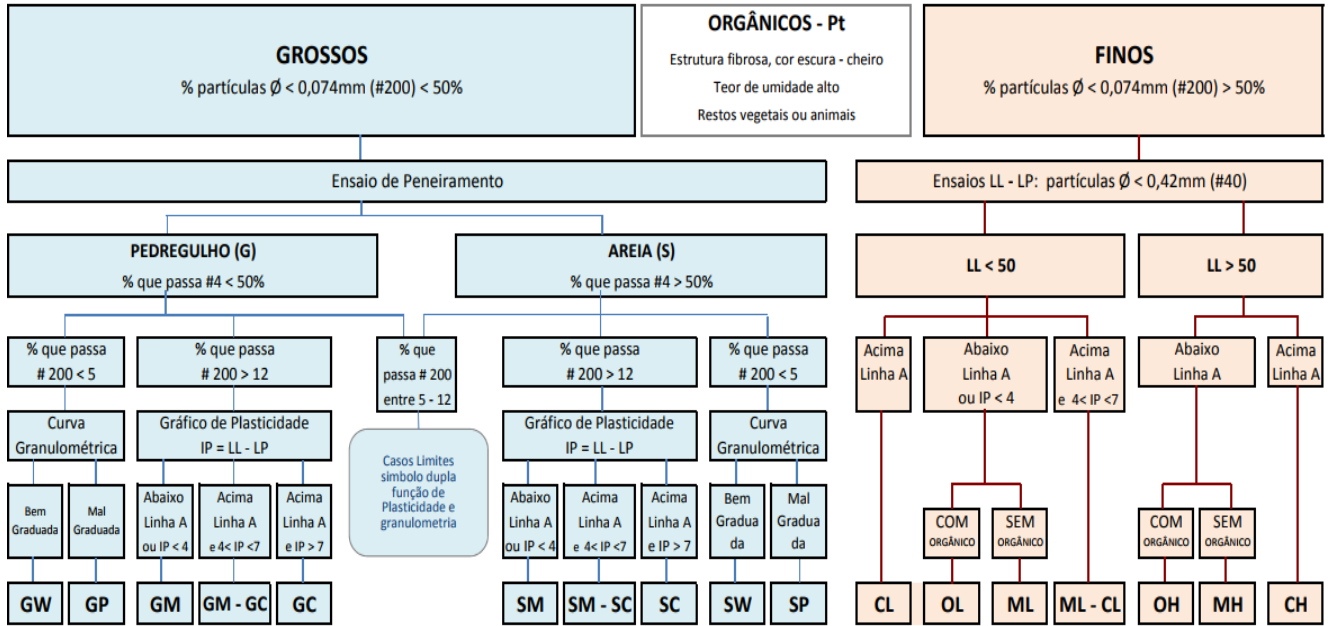 GROSSOS
% partículas Ø < 0,074mm (#200) < 50%
ORGÂNICOS - Pt
Estrutura fibrosa, cor escura - cheiro
Teor de umidade alto
Restos vegetais ou animais
FINOS
% partículas Ø < 0,074mm (#200) > 50%
Ensaio de Peneiramento
Ensaios LL - LP: partículas Ø < 0,42mm (#40)
PEDREGULHO (G)
% que passa #4 < 50%
AREIA (S)
% que passa #4 > 50%
LL < 50
LL > 50
% que passa
# 200 < 5
% que passa
# 200 > 12
% que
passa # 200
entre 5 - 12
% que passa
# 200 > 12
% que passa
# 200 < 5
Acima
Linha A
Abaixo
Linha A
ou IP < 4
Acima
Linha A
e 4< IP <7
Abaixo
Linha A
Acima
Linha A
Curva
Granulométrica
Gráfico de Plasticidade
IP = LL - LP
Casos Limites
simbolo dupla
função de
Plasticidade e
granulometria
Gráfico de Plasticidade
IP = LL - LP
Curva
Granulométrica
Bem
Graduada
Mal
Graduada
Abaixo
Linha A
ou IP < 4
Acima
Linha A
e 4< IP <7
Acima
Linha A
e IP > 7
Abaixo
Linha A
ou IP < 4
Acima
Linha A
e 4< IP <7
Acima
Linha A
e IP > 7
Bem
Gradua
da
Mal
Gradua
da
COM
ORGÂNICO
SEM
ORGÂNICO
COM
ORGÂNICO
SEM
ORGÂNICO
GW
GP
GM
GM - GC
GC
SM
SM - SC
SC
SW
SP
CL
OL
ML
ML - CL
OH
MH
CH